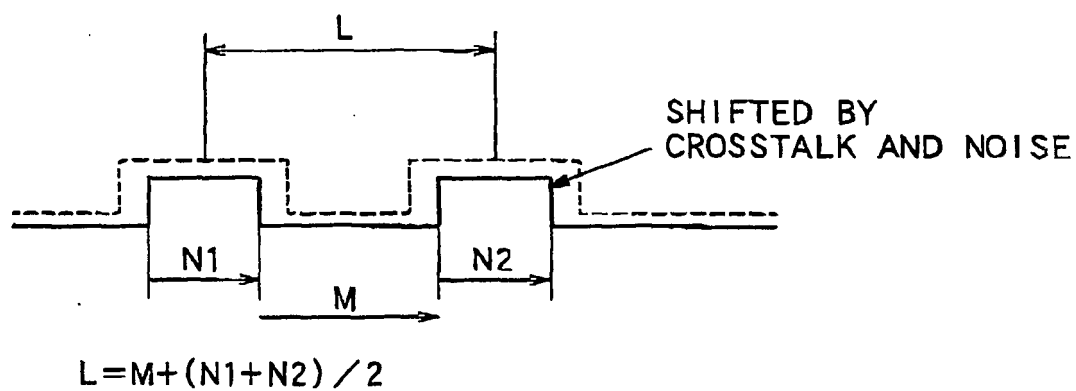 L
SHIFTED BY
CROSSTALK AND NOISE
N1
N2
M
L=M+(N1+N2)/2